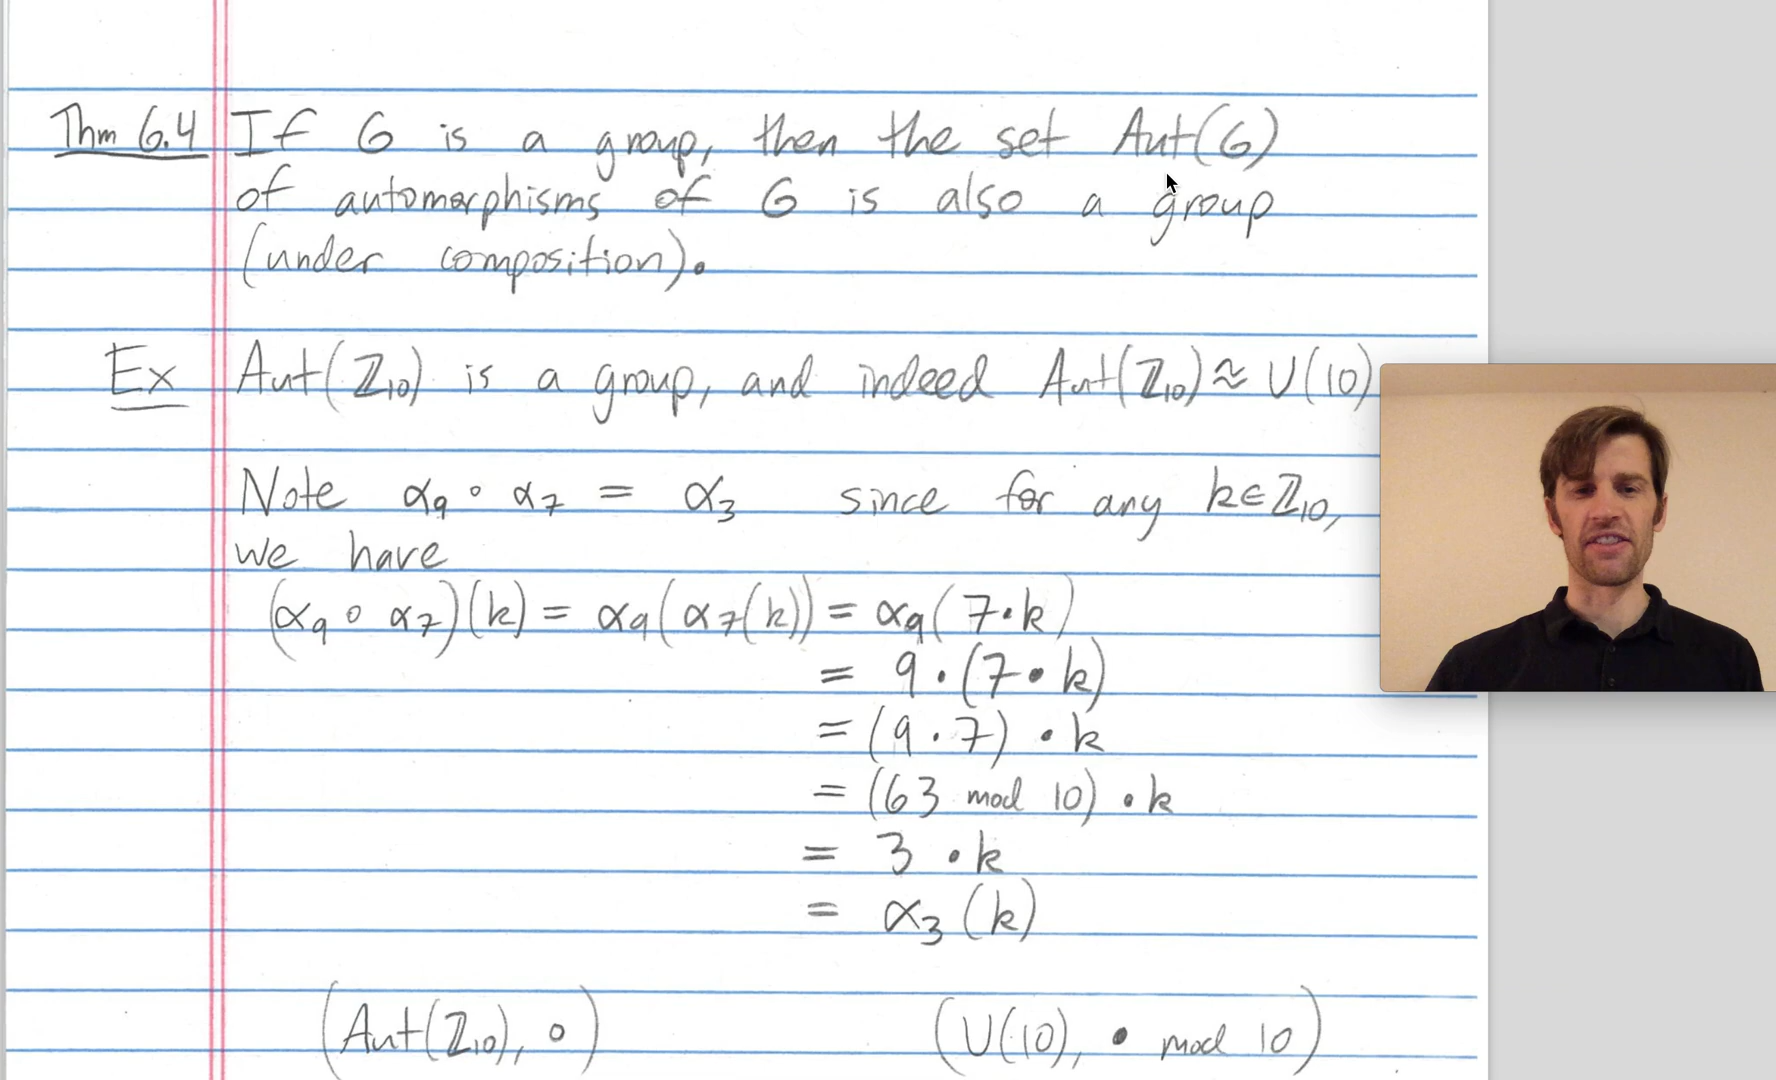 Thm 6.4 If G is a group, then the set Aut(G)
of automorphisms of G is also a group
(under composition).
Ex Aut(ℤ₁₀) is a group, and indeed Aut(ℤ₁₀) ≈ U(10)
Note α₉ ∘ α₇ = α₃ since for any k∈ℤ₁₀,
we have
(α₉ ∘ α₇)(k) = α₉(α₇(k)) = α₉(7·k)
= 9·(7·k)
= (9·7)·k
= (63 mod 10)·k
= 3·k
= α₃(k)
(Aut(ℤ₁₀), ∘) (U(10), · mod 10)